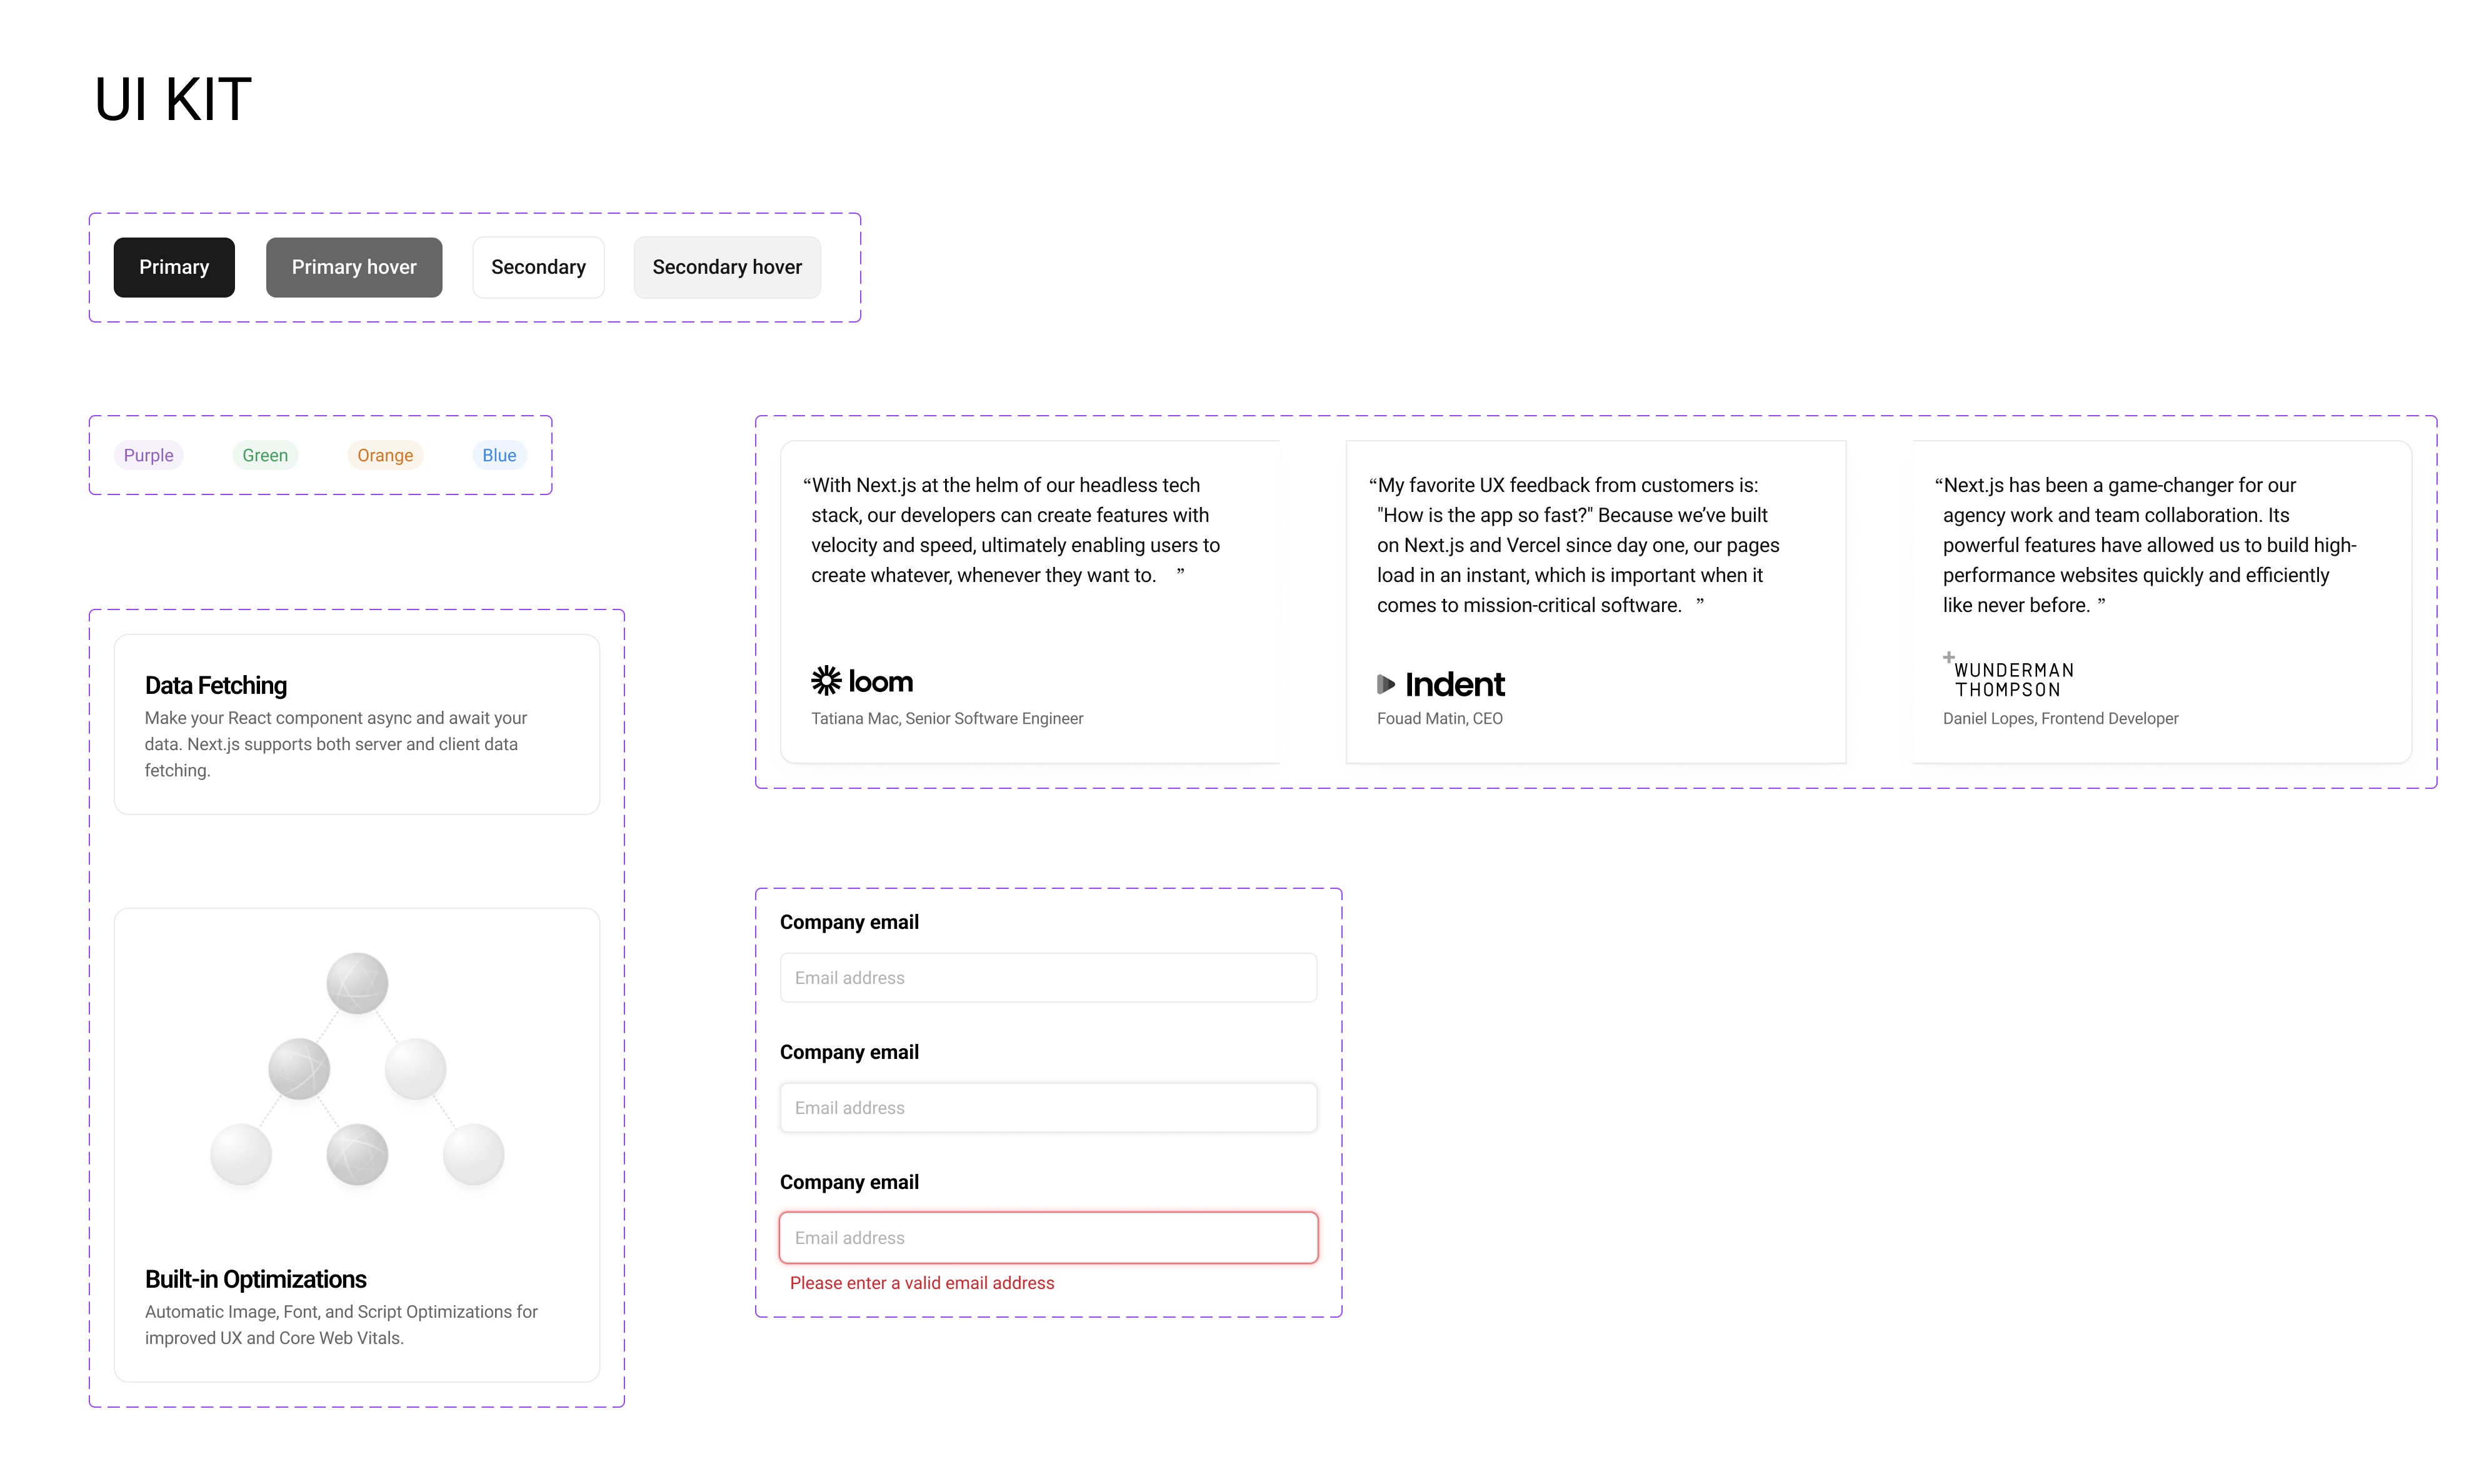 UI KIT
Primary
Primary hover
Secondary
Secondary hover
Purple
Green
Orange
Blue
“With Next.js at the helm of our headless tech
stack, our developers can create features with
velocity and speed, ultimately enabling users to
create whatever, whenever they want to. ”
loom
Tatiana Mac, Senior Software Engineer
“My favorite UX feedback from customers is:
"How is the app so fast?" Because we’ve built
on Next.js and Vercel since day one, our pages
load in an instant, which is important when it
comes to mission-critical software. ”
Indent
Fouad Matin, CEO
“Next.js has been a game-changer for our
agency work and team collaboration. Its
powerful features have allowed us to build high-
performance websites quickly and efficiently
like never before. ”
WUNDERMAN
THOMPSON
Daniel Lopes, Frontend Developer
Data Fetching
Make your React component async and await your
data. Next.js supports both server and client data
fetching.
Built-in Optimizations
Automatic Image, Font, and Script Optimizations for
improved UX and Core Web Vitals.
Company email
Email address
Company email
Email address
Company email
Email address
Please enter a valid email address